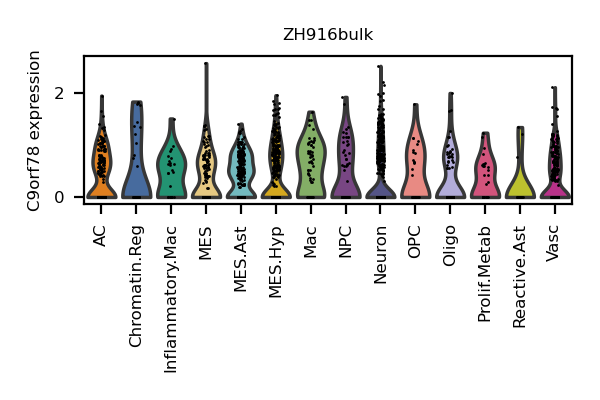 ZH916bulk
C9orf78 expression
2
0
AC
Chromatin.Reg
Inflammatory.Mac
MES
MES.Ast
MES.Hyp
Mac
NPC
Neuron
OPC
Oligo
Prolif.Metab
Reactive.Ast
Vasc